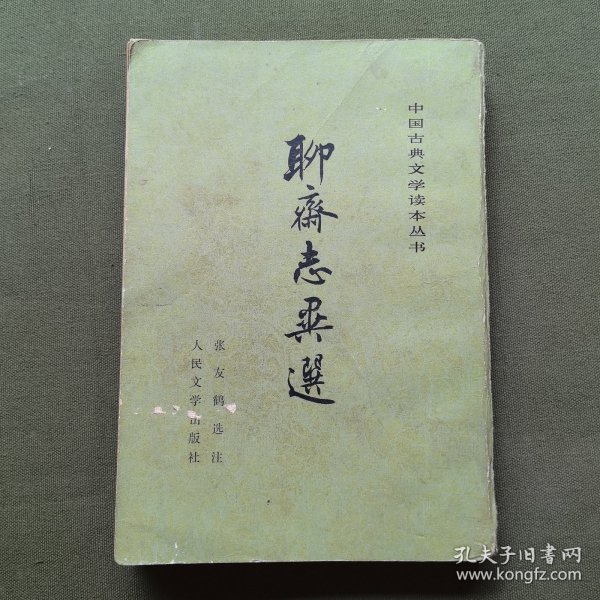 中国古典文学读本丛书
聊齋志異選
张友鹤选注
人民文学出版社
孔夫子旧書网
www.kongfz.com